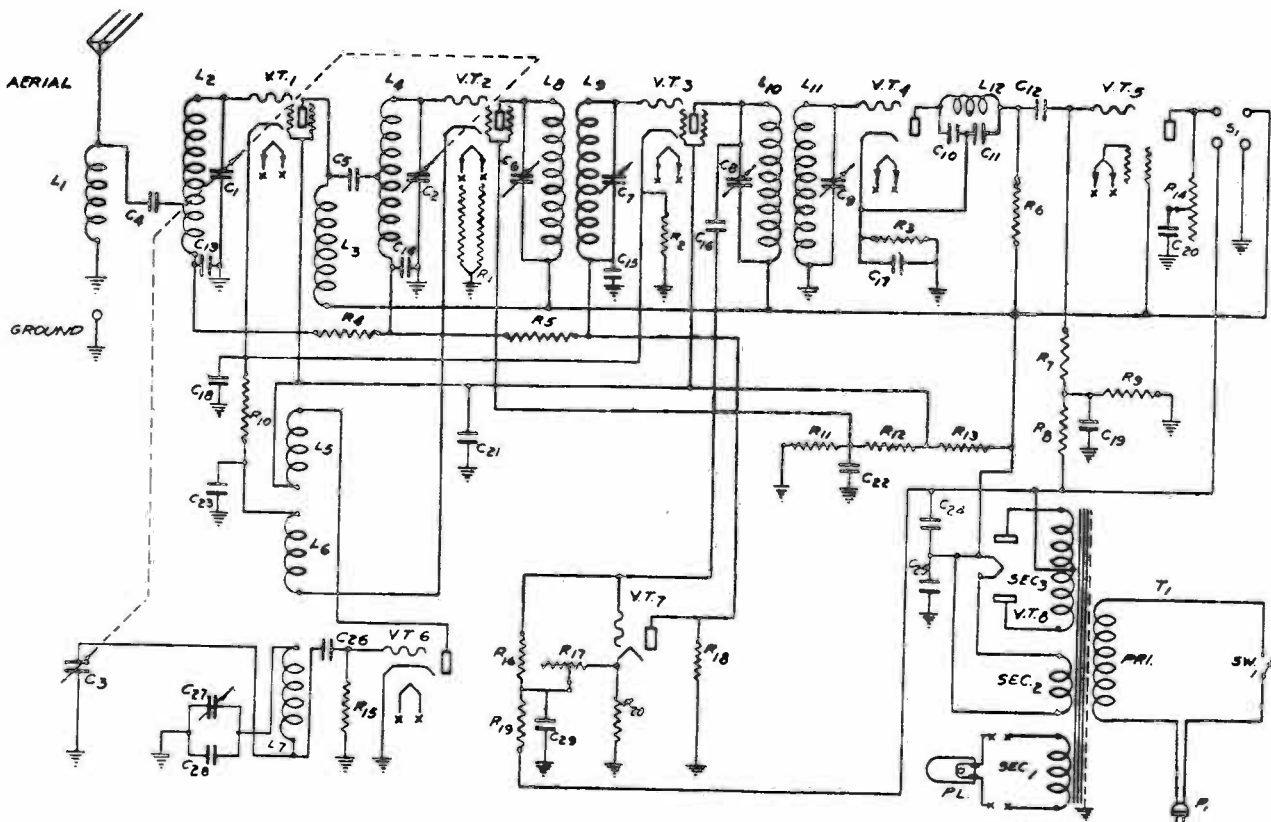 AERIAL
L2
V.T.1
L4
V.T.2
L8
L9
V.T.3
L10
L11
V.T.4
L12
C12
V.T.5
S1
L1
C4
C1
C5
C2
C6
C7
C8
C9
C10
C11
R6
R14
C20
C13
L3
C14
R1
C15
R2
C16
R3
C17
GROUND
R4
R5
C18
R10
L5
C21
R11
R12
R13
C22
R7
R9
R8
C19
C23
L6
C24
C25
SEC3
V.T.8
T1
V.T.6
C26
V.T.7
C3
C27
C28
L7
R15
R16
R17
R18
R19
C29
R20
SEC.2
PRI.
SW.1
PL.
SEC1
P1
x x
x x
x x
x x
x x
x x
x x
x x